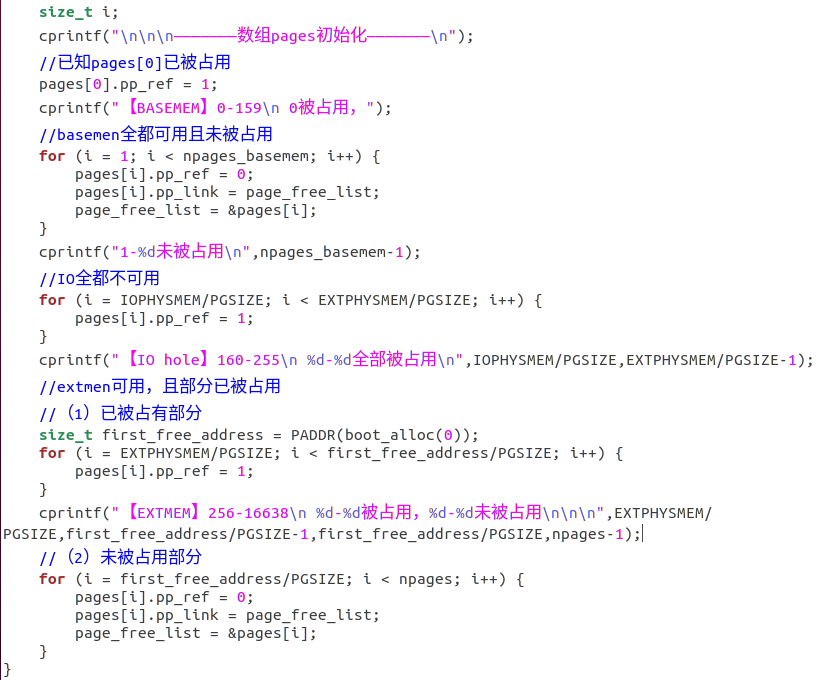 size_t i;
    cprintf("\n\n\n———————数组pages初始化———————\n");
    //已知pages[0]已被占用
    pages[0].pp_ref = 1;
    cprintf("【BASEMEM】0-159\n 0被占用，");
    //basemen全都可用且未被占用
    for (i = 1; i < npages_basemem; i++) {
        pages[i].pp_ref = 0;
        pages[i].pp_link = page_free_list;
        page_free_list = &pages[i];
    }
    cprintf("1-%d未被占用\n",npages_basemem-1);
    //IO全都不可用
    for (i = IOPHYSMEM/PGSIZE; i < EXTPHYSMEM/PGSIZE; i++) {
        pages[i].pp_ref = 1;
    }
    cprintf("【IO hole】160-255\n %d-%d全部被占用\n",IOPHYSMEM/PGSIZE,EXTPHYSMEM/PGSIZE-1);
    //extmen可用，且部分已被占用
    //（1）已被占有部分
    size_t first_free_address = PADDR(boot_alloc(0));
    for (i = EXTPHYSMEM/PGSIZE; i < first_free_address/PGSIZE; i++) {
        pages[i].pp_ref = 1;
    }
    cprintf("【EXTMEM】256-16638\n %d-%d被占用，%d-%d未被占用\n\n\n",EXTPHYSMEM/
PGSIZE,first_free_address/PGSIZE-1,first_free_address/PGSIZE,npages-1);
    //（2）未被占用部分
    for (i = first_free_address/PGSIZE; i < npages; i++) {
        pages[i].pp_ref = 0;
        pages[i].pp_link = page_free_list;
        page_free_list = &pages[i];
    }
}